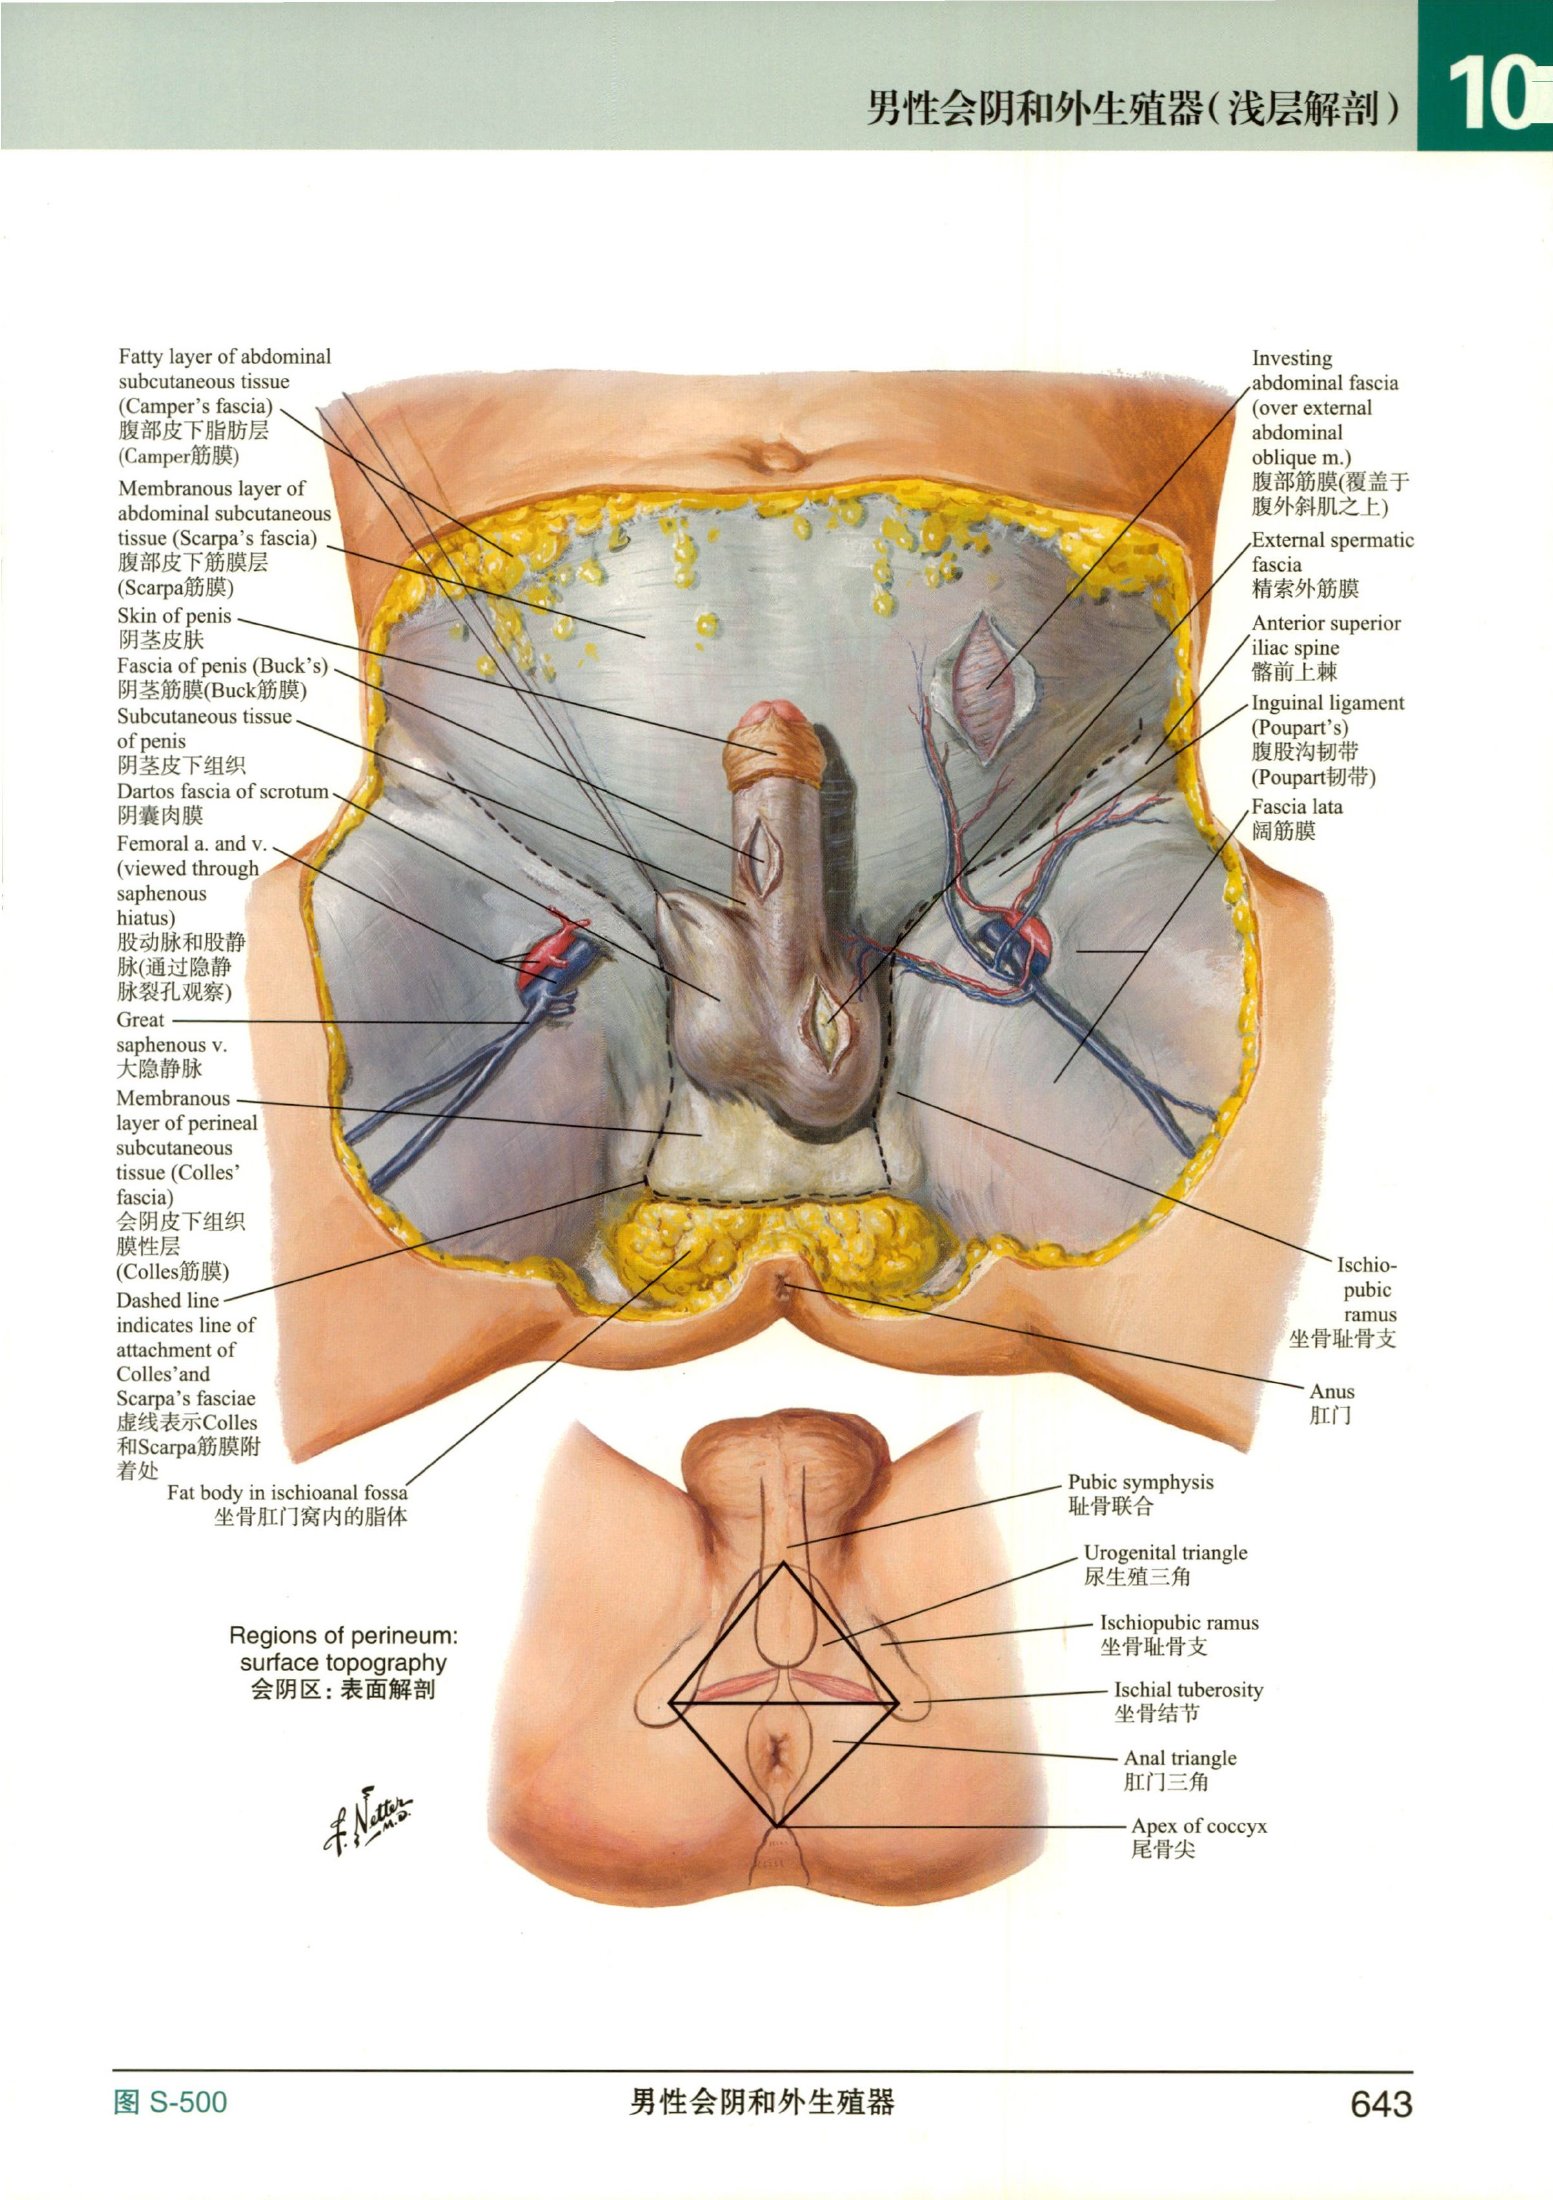 男性会阴和外生殖器(浅层解剖)
10
Fatty layer of abdominal
subcutaneous tissue
(Camper's fascia)
腹部皮下脂肪层
(Camper筋膜)
Membranous layer of
abdominal subcutaneous
tissue (Scarpa's fascia)
腹部皮下筋膜层
(Scarpa筋膜)
Skin of penis
阴茎皮肤
Fascia of penis (Buck's)
阴茎筋膜(Buck筋膜)
Subcutaneous tissue
of penis
阴茎皮下组织
Dartos fascia of scrotum
阴囊肉膜
Femoral a. and v.
(viewed through
saphenous
hiatus)
股动脉和股静
脉(通过隐静
脉裂孔观察)
Great
saphenous v.
大隐静脉
Membranous
layer of perineal
subcutaneous
tissue (Colles'
fascia)
会阴皮下组织
膜性层
(Colles筋膜)
Dashed line
indicates line of
attachment of
Colles'and
Scarpa's fasciae
虚线表示Colles
和Scarpa筋膜附
着处
Fat body in ischioanal fossa
坐骨肛门窝内的脂体
Investing
abdominal fascia
(over external
abdominal
oblique m.)
腹部筋膜(覆盖于
腹外斜肌之上)
External spermatic
fascia
精索外筋膜
Anterior superior
iliac spine
髂前上棘
Inguinal ligament
(Poupart's)
腹股沟韧带
(Poupart韧带)
Fascia lata
阔筋膜
Ischio-
pubic
ramus
坐骨耻骨支
Anus
肛门
Pubic symphysis
耻骨联合
Urogenital triangle
尿生殖三角
Ischiopubic ramus
坐骨耻骨支
Ischial tuberosity
坐骨结节
Anal triangle
肛门三角
Apex of coccyx
尾骨尖
Regions of perineum:
surface topography
会阴区：表面解剖
F. Netter
M.D.
图 S-500
男性会阴和外生殖器
643